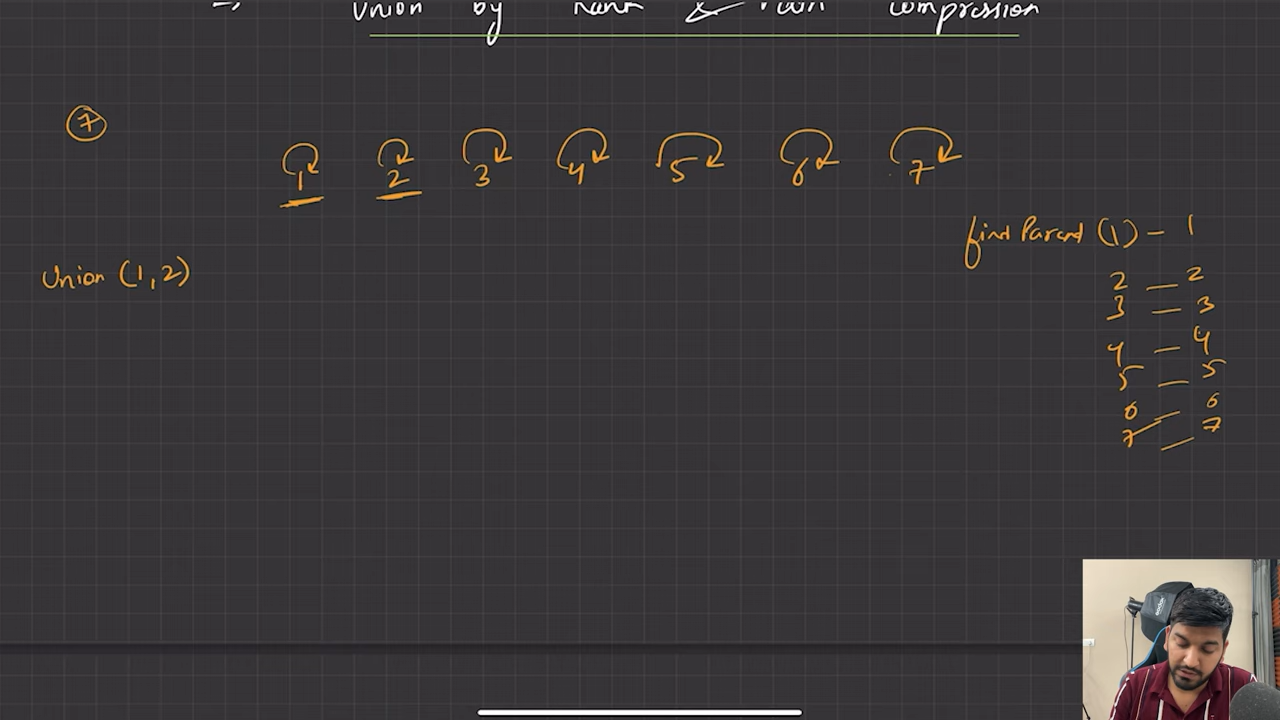 => Union by Rank & Path Compression
7
1 2 3 4 5 6 7
find Parent (1) - 1
Union (1,2)
2 — 2
3 — 3
4 — 4
5 — 5
6 — 6
7 — 7